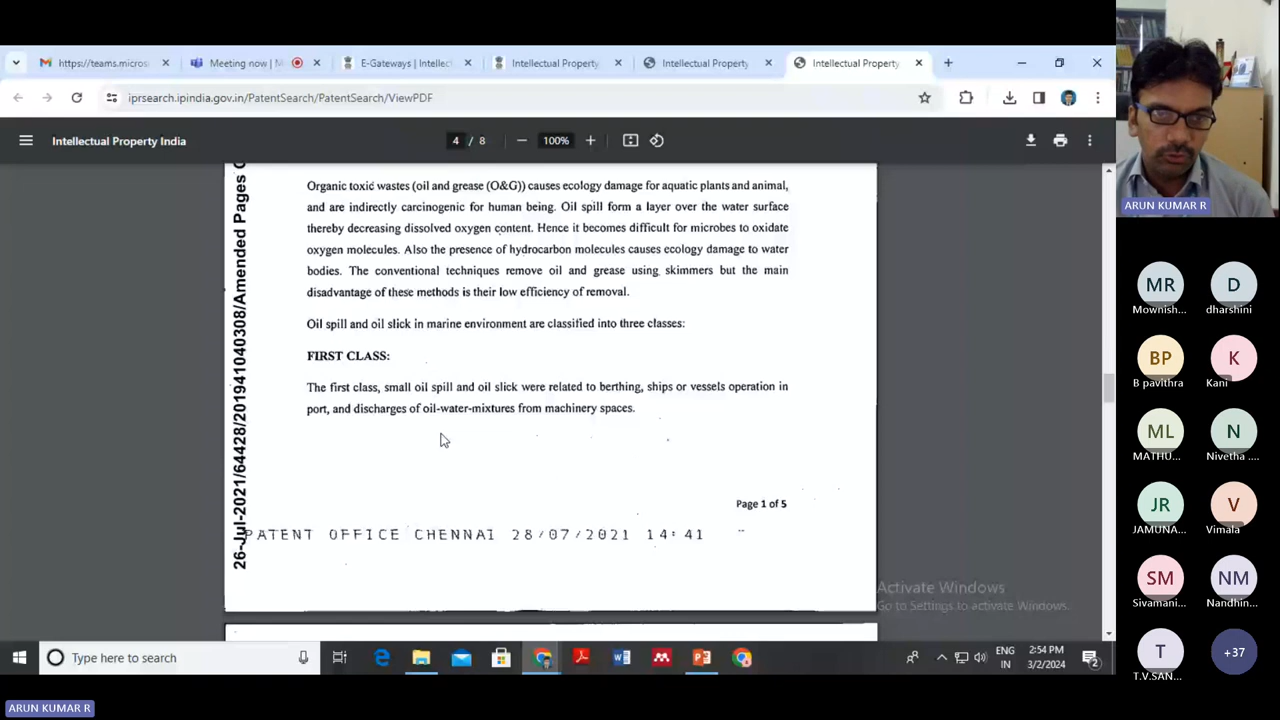 https://teams.micros
Meeting now | M
E-Gateways | Intellec
Intellectual Property
Intellectual Property
Intellectual Property
iprsearch.ipindia.gov.in/PatentSearch/PatentSearch/ViewPDF
Intellectual Property India
4 / 8
100%
Organic toxic wastes (oil and grease (O&G)) causes ecology damage for aquatic plants and animal,
and are indirectly carcinogenic for human being. Oil spill form a layer over the water surface
thereby decreasing dissolved oxygen content. Hence it becomes difficult for microbes to oxidate
oxygen molecules. Also the presence of hydrocarbon molecules causes ecology damage to water
bodies. The conventional techniques remove oil and grease using skimmers but the main
disadvantage of these methods is their low efficiency of removal.
Oil spill and oil slick in marine environment are classified into three classes:
FIRST CLASS:
The first class, small oil spill and oil slick were related to berthing, ships or vessels operation in
port, and discharges of oil-water-mixtures from machinery spaces.
Page 1 of 5
PATENT OFFICE CHENNAI 28/07/2021 14:41
26-Jul-2021/64428/201941040308/Amended Pages
Activate Windows
Go to Settings to activate Windows.
Type here to search
ENG
IN
2:54 PM
3/2/2024
2
ARUN KUMAR R
MR
Mownish...
D
dharshini
BP
B pavithra
K
Kani
ML
MATHU...
N
Nivetha ...
JR
JAMUNA...
V
Vimala
SM
Sivamani...
NM
Nandhin...
T
T.V.SAN...
+37
ARUN KUMAR R